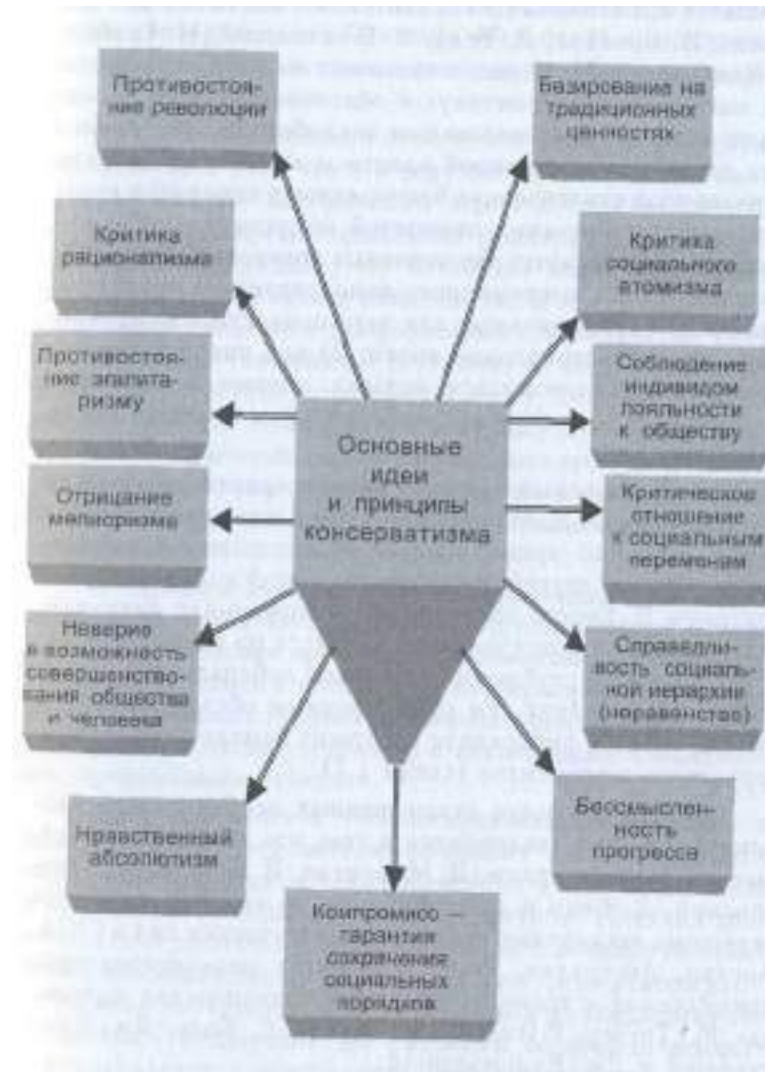 Противостоя-
ние революции
Базирование на
традиционных
ценностях
Критика
рационализма
Критика
социального
атомизма
Противостоя-
ние эгалита-
ризму
Соблюдение
индивидом
лояльности
к обществу
Основные
идеи
и принципы
консерватизма
Отрицание
мелиоризма
Критическое
отношение
к социальным
переменам
Неверие
в возможность
совершенство-
вания общества
и человека
Справедли-
вость социаль-
ной иерархии
(неравенство)
Нравственный
абсолютизм
Бессмыслен-
ность
прогресса
Компромисс —
гарантия
сохранения
социальных
порядков